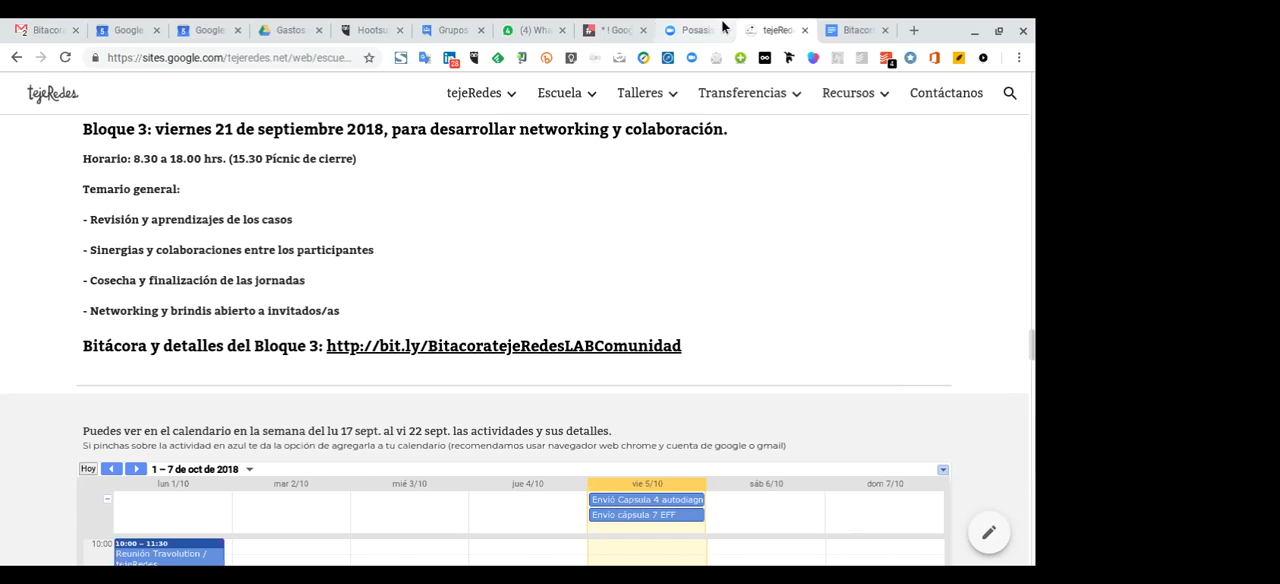 Bitacora
Google
Google
Gastos
Hootsu
Grupos
(4) Wha
* ! Goog
Posasi
tejeRed
Bitacor
https://sites.google.com/tejeredes.net/web/escue...
28
4
tejeRedes
tejeRedes Escuela Talleres Transferencias Recursos Contáctanos
Bloque 3: viernes 21 de septiembre 2018, para desarrollar networking y colaboración.
Horario: 8.30 a 18.00 hrs. (15.30 Pícnic de cierre)
Temario general:
- Revisión y aprendizajes de los casos
- Sinergias y colaboraciones entre los participantes
- Cosecha y finalización de las jornadas
- Networking y brindis abierto a invitados/as
Bitácora y detalles del Bloque 3: http://bit.ly/BitacoratejeRedesLABComunidad
Puedes ver en el calendario en la semana del lu 17 sept. al vi 22 sept. las actividades y sus detalles.
Si pinchas sobre la actividad en azul te da la opción de agregarla a tu calendario (recomendamos usar navegador web chrome y cuenta de google o gmail)
Hoy 1 – 7 de oct de 2018
lun 1/10 mar 2/10 mié 3/10 jue 4/10 vie 5/10 sáb 6/10 dom 7/10
Envió Capsula 4 autodiagn
Envío cápsula 7 EFF
10:00 10:00 – 11:30
Reunión Travolution /
tejeRedes